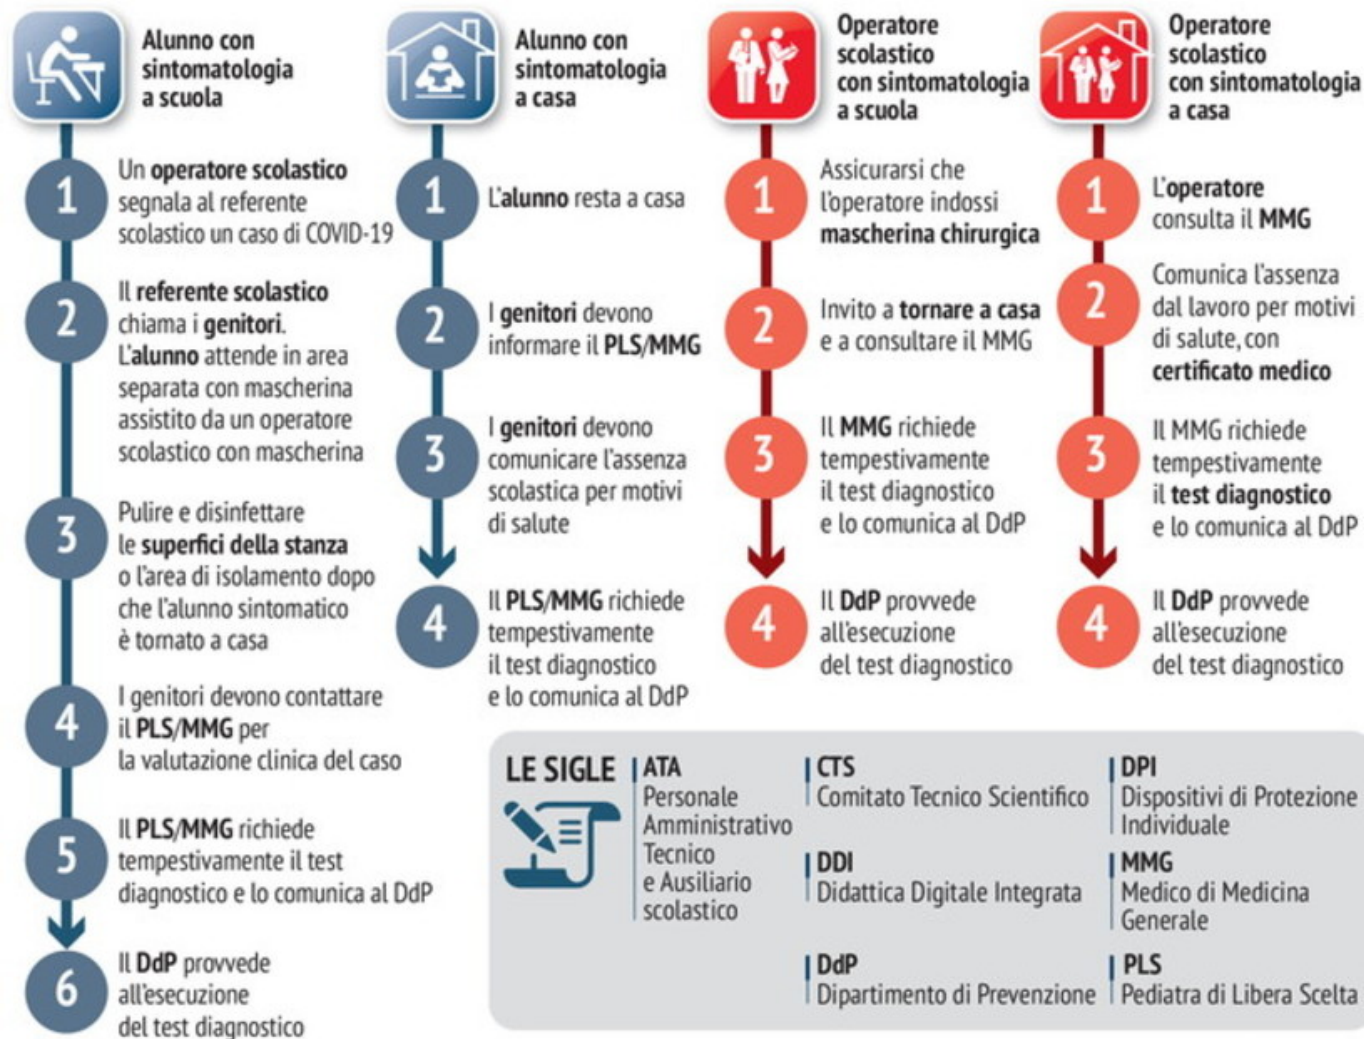 Alunno con
sintomatologia
a scuola
1
Un operatore scolastico
segnala al referente
scolastico un caso di COVID-19
2
Il referente scolastico
chiama i genitori.
L'alunno attende in area
separata con mascherina
assistito da un operatore
scolastico con mascherina
3
Pulire e disinfettare
le superfici della stanza
o l'area di isolamento dopo
che l'alunno sintomatico
è tornato a casa
4
I genitori devono contattare
il PLS/MMG per
la valutazione clinica del caso
5
Il PLS/MMG richiede
tempestivamente il test
diagnostico e lo comunica al DdP
6
Il DdP provvede
all'esecuzione
del test diagnostico
Alunno con
sintomatologia
a casa
1
L'alunno resta a casa
2
I genitori devono
informare il PLS/MMG
3
I genitori devono
comunicare l'assenza
scolastica per motivi
di salute
4
Il PLS/MMG richiede
tempestivamente
il test diagnostico
e lo comunica al DdP
Operatore
scolastico
con sintomatologia
a scuola
1
Assicurarsi che
l'operatore indossi
mascherina chirurgica
2
Invito a tornare a casa
e a consultare il MMG
3
Il MMG richiede
tempestivamente
il test diagnostico
e lo comunica al DdP
4
Il DdP provvede
all'esecuzione
del test diagnostico
Operatore
scolastico
con sintomatologia
a casa
1
L'operatore
consulta il MMG
2
Comunica l'assenza
dal lavoro per motivi
di salute, con
certificato medico
3
Il MMG richiede
tempestivamente
il test diagnostico
e lo comunica al DdP
4
Il DdP provvede
all'esecuzione
del test diagnostico
LE SIGLE
ATA
Personale
Amministrativo
Tecnico
e Ausiliario
scolastico
CTS
Comitato Tecnico Scientifico
DDI
Didattica Digitale Integrata
DdP
Dipartimento di Prevenzione
DPI
Dispositivi di Protezione
Individuale
MMG
Medico di Medicina
Generale
PLS
Pediatra di Libera Scelta